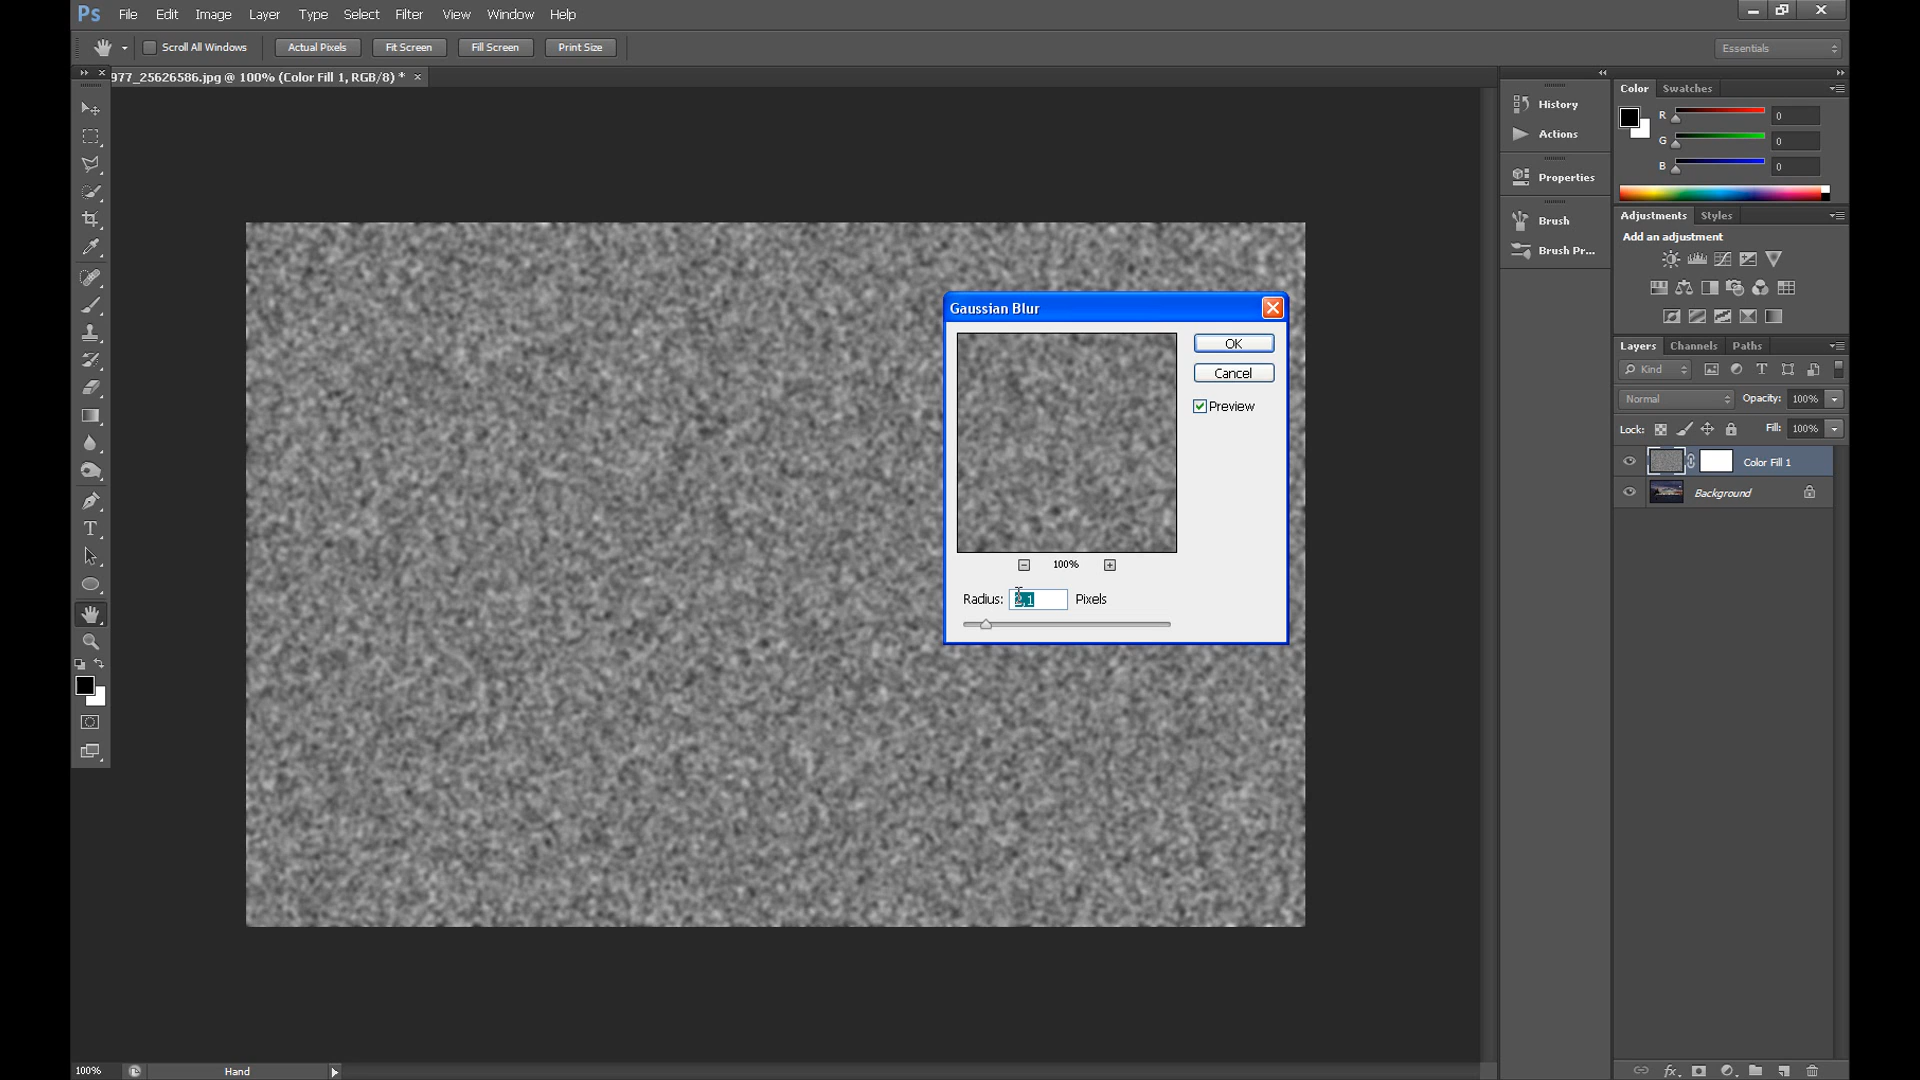 Ps File Edit Image Layer Type Select Filter View Window Help
Scroll All Windows Actual Pixels Fit Screen Fill Screen Print Size Essentials
977_25626586.jpg @ 100% (Color Fill 1, RGB/8) * ×
History
Actions
Properties
Brush
Brush Pr...
Color Swatches
R 0
G 0
B 0
Adjustments Styles
Add an adjustment
Layers Channels Paths
Kind
Normal Opacity: 100%
Lock: Fill: 100%
Color Fill 1
Background
Gaussian Blur
OK
Cancel
Preview
100%
Radius: 2,1 Pixels
100% Hand